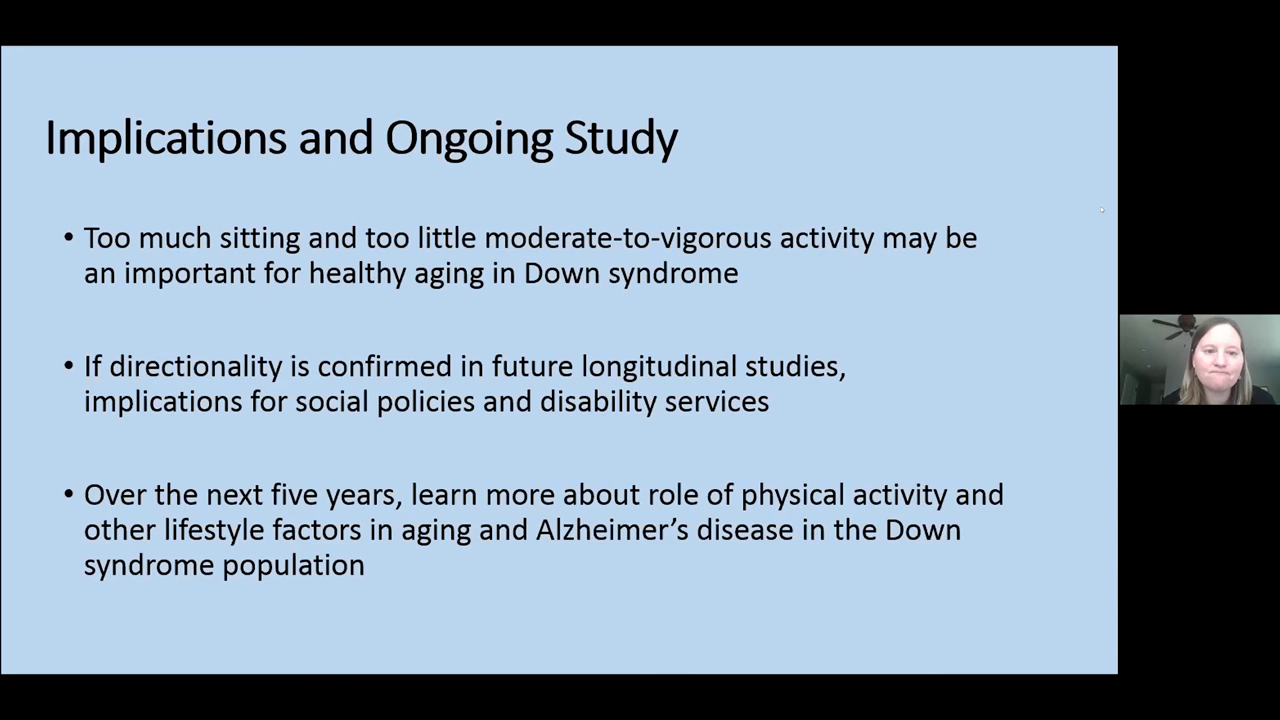 Implications and Ongoing Study
• Too much sitting and too little moderate-to-vigorous activity may be
an important for healthy aging in Down syndrome
• If directionality is confirmed in future longitudinal studies,
implications for social policies and disability services
• Over the next five years, learn more about role of physical activity and
other lifestyle factors in aging and Alzheimer’s disease in the Down
syndrome population